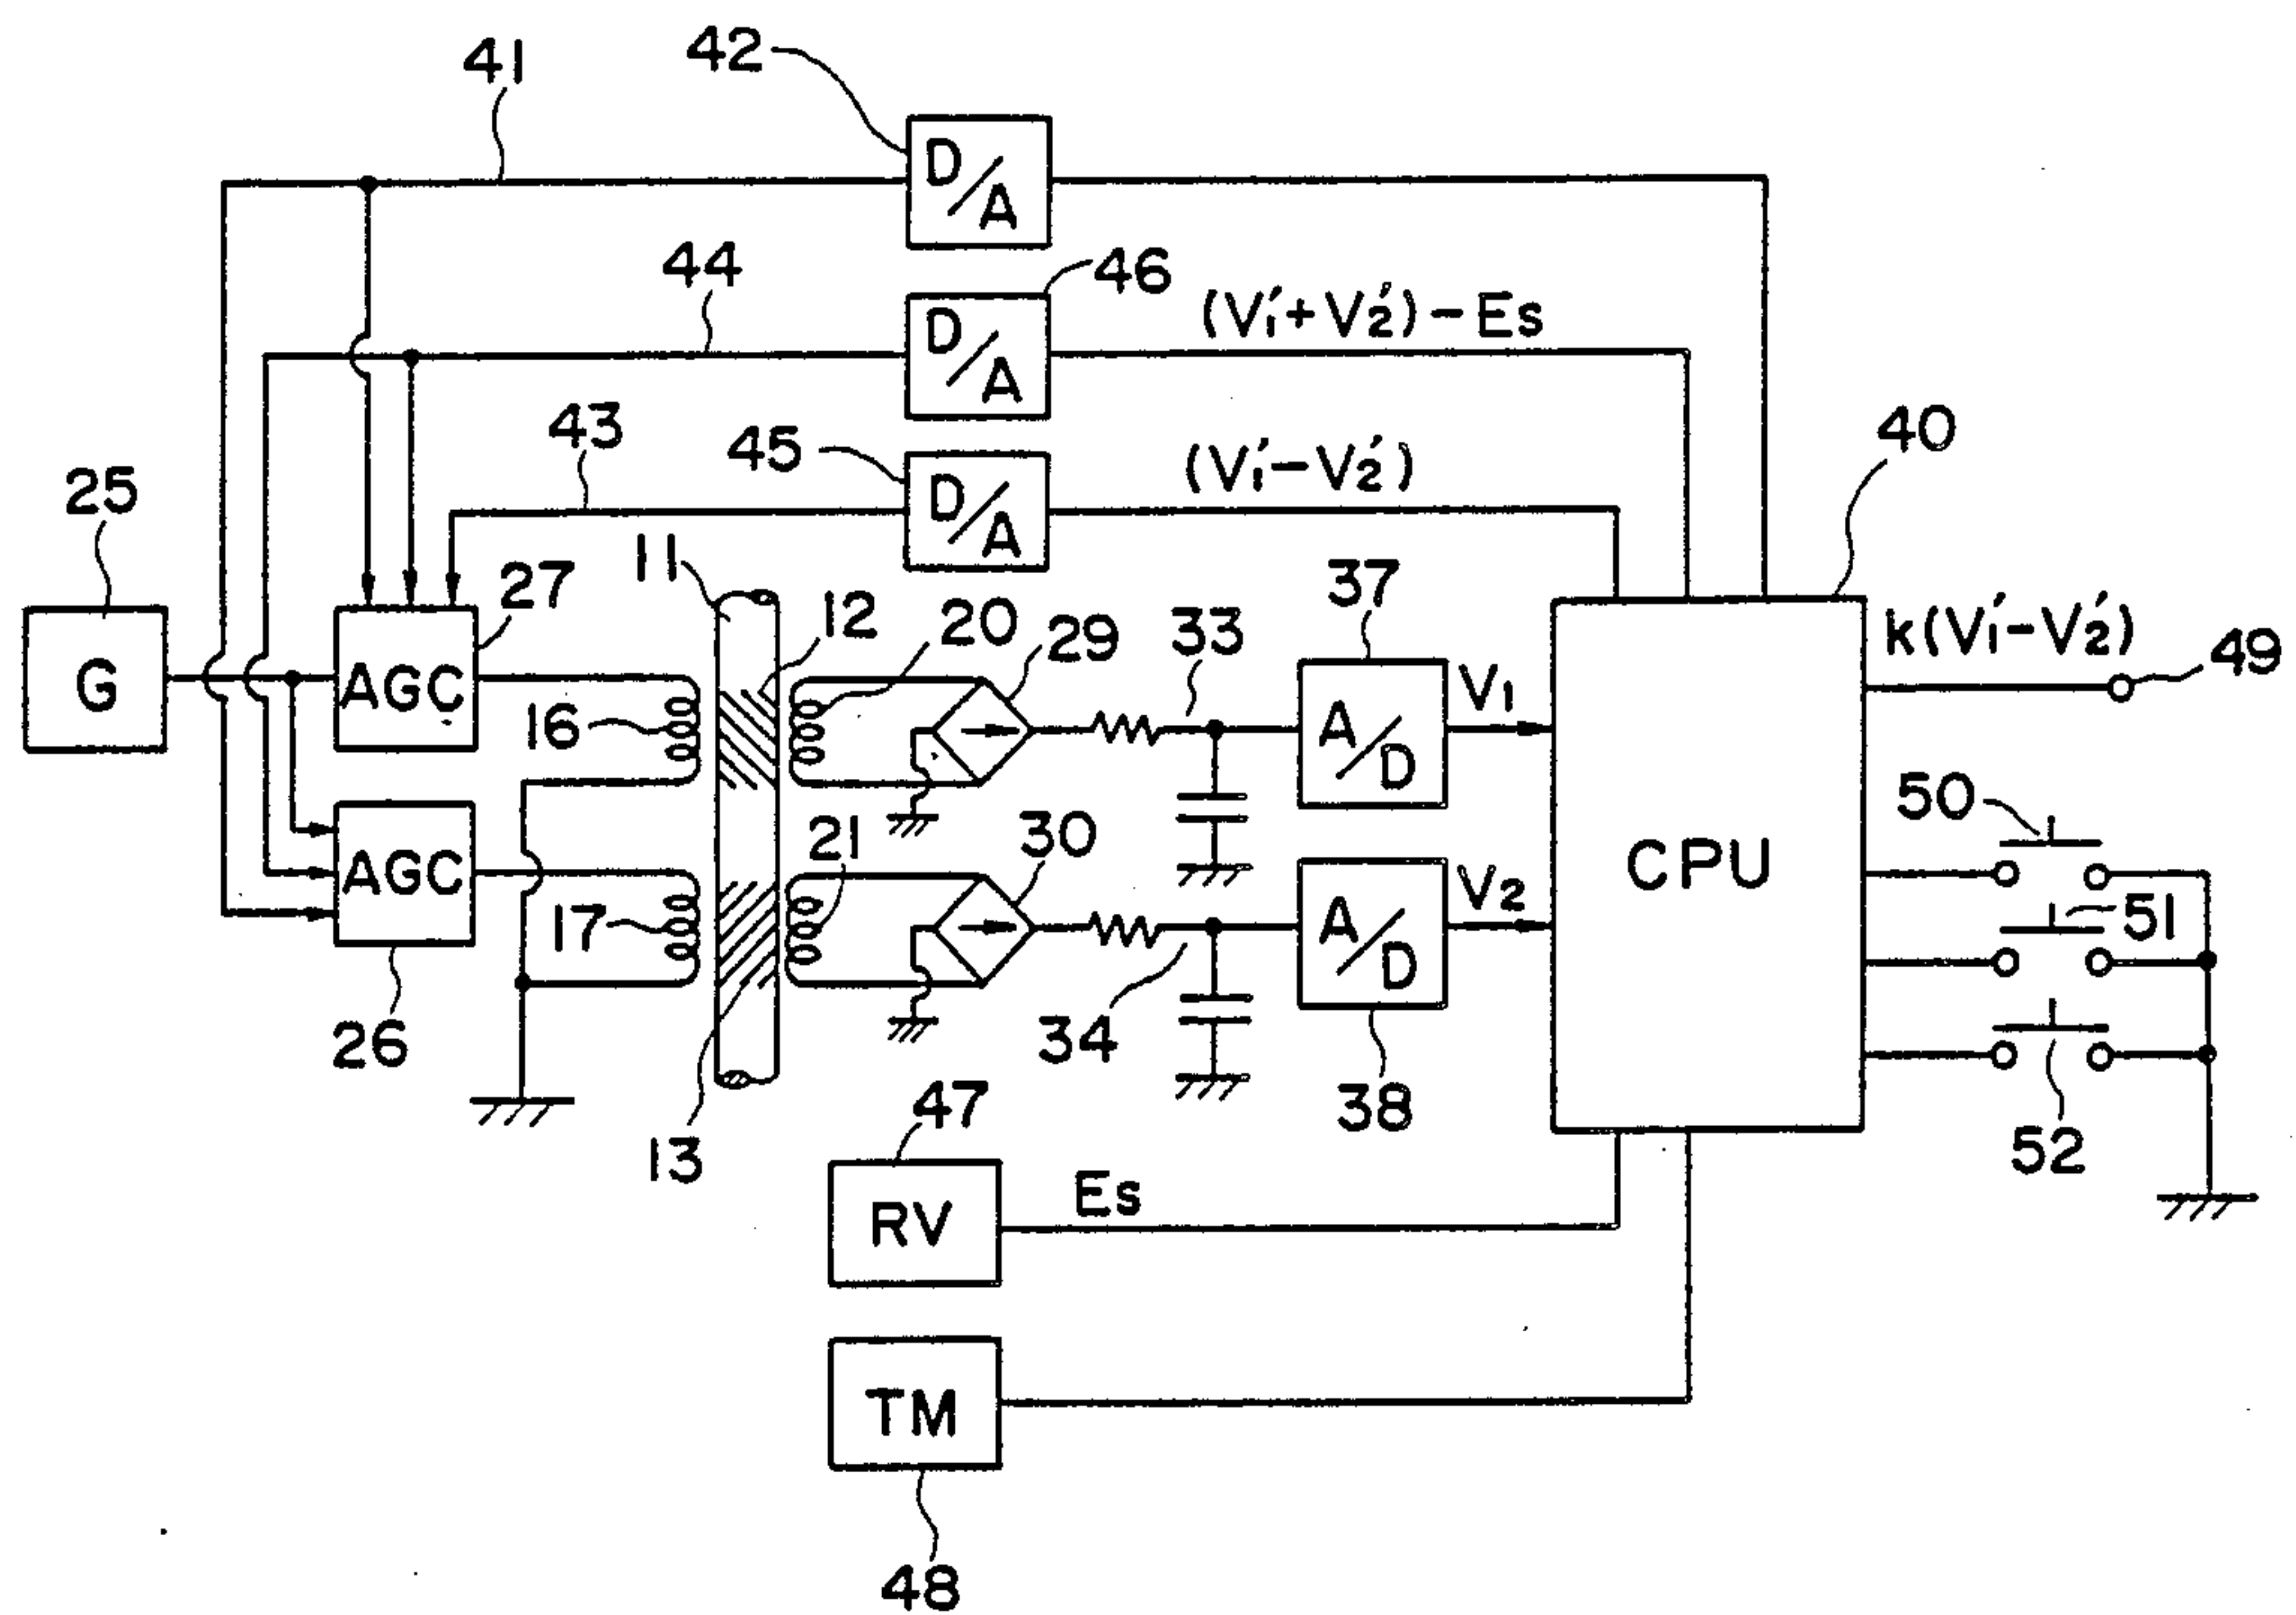 42
41
D/A
44
46
(V1′+V2′)-Es
D/A
43
45
(V1′-V2′)
D/A
40
25
27
11
12
20
29
33
37
k(V1′-V2′)
49
G
AGC
16
A/D
V1
50
CPU
21
30
AGC
17
A/D
V2
51
26
34
38
52
13
47
RV
Es
TM
48